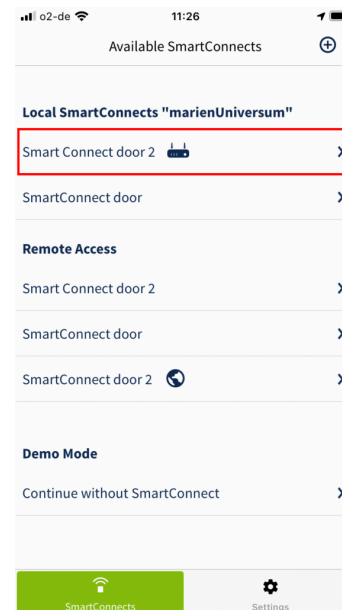 o2-de
11:26
Available SmartConnects
Local SmartConnects "marienUniversum"
Smart Connect door 2
SmartConnect door
Remote Access
Smart Connect door 2
SmartConnect door
SmartConnect door 2
Demo Mode
Continue without SmartConnect
SmartConnects
Settings